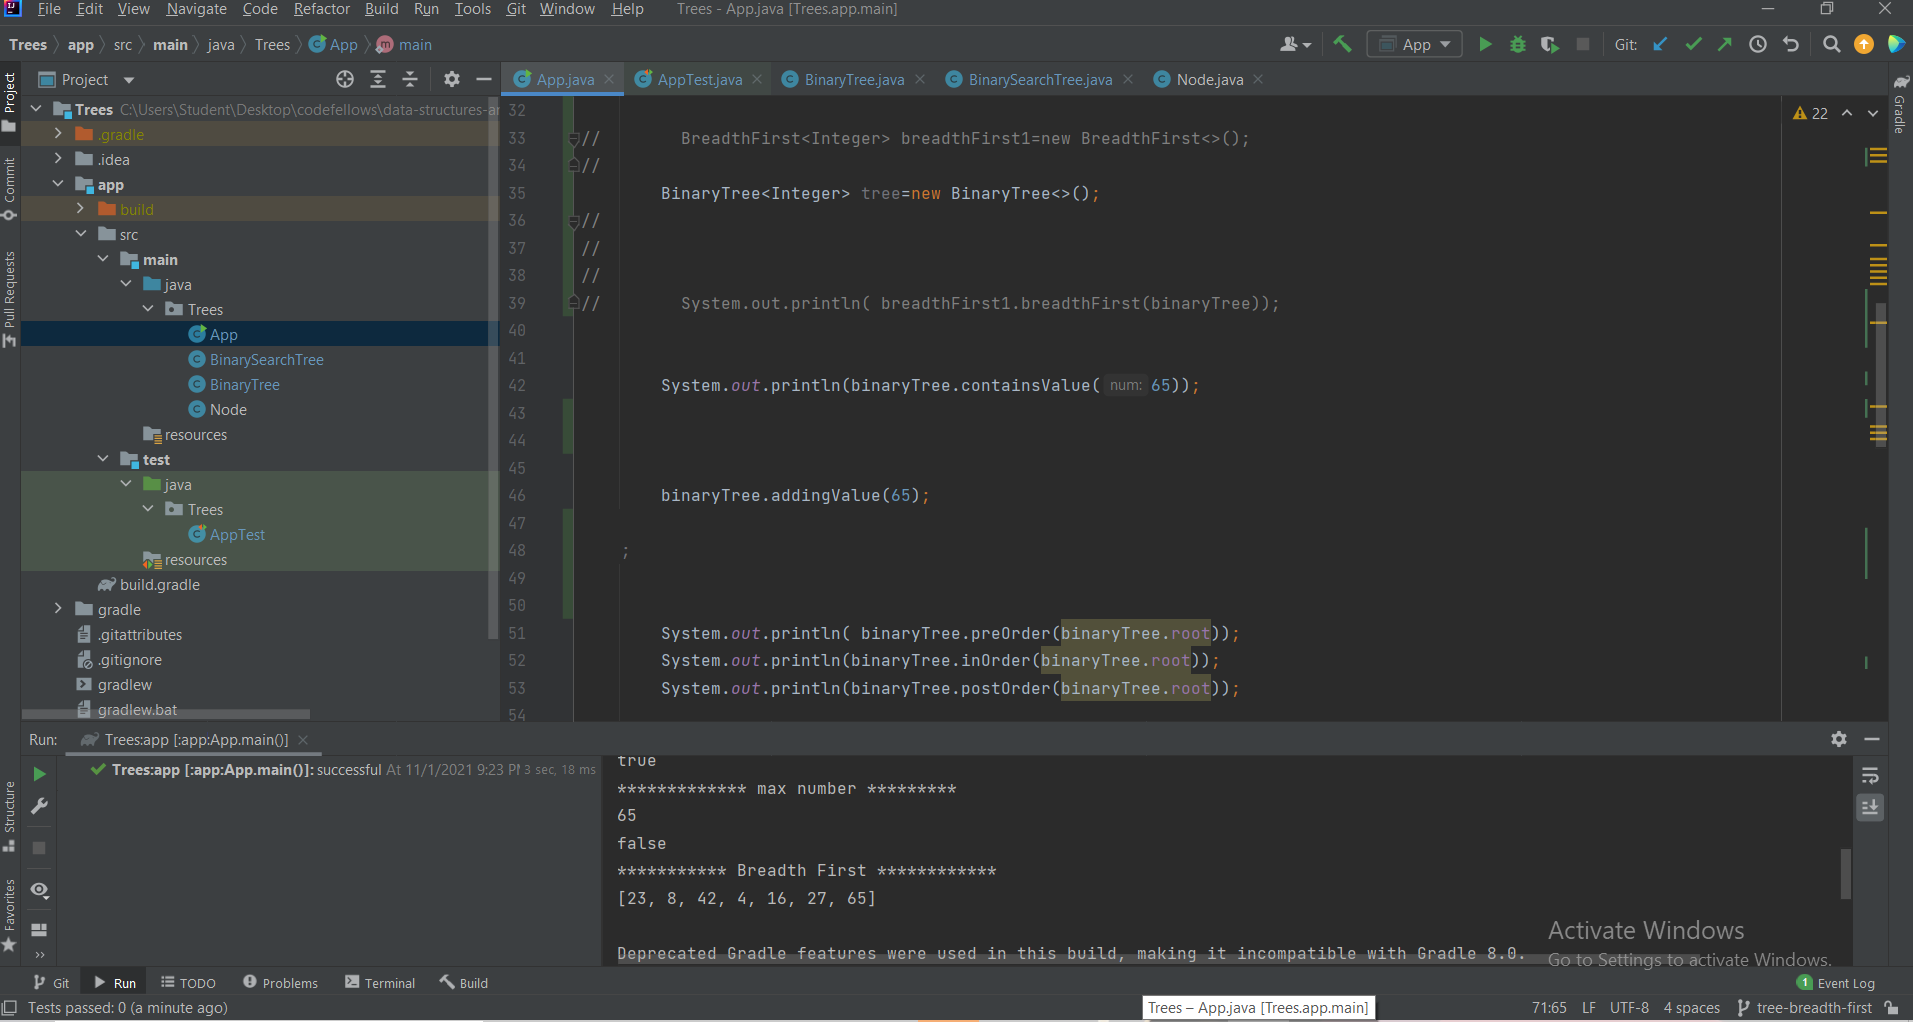 File Edit View Navigate Code Refactor Build Run Tools Git Window Help Trees - App.java [Trees.app.main]
Trees app src main java Trees App main App Git:
Project
App.java AppTest.java BinaryTree.java BinarySearchTree.java Node.java
Project
Commit
Pull Requests
Structure
Favorites
Gradle
Trees C:\Users\Student\Desktop\codefellows\data-structures-ar
.gradle
.idea
app
build
src
main
java
Trees
App
BinarySearchTree
BinaryTree
Node
resources
test
java
Trees
AppTest
resources
build.gradle
gradle
.gitattributes
.gitignore
gradlew
gradlew.bat
22
32
33 // BreadthFirst<Integer> breadthFirst1=new BreadthFirst<>();
34 //
35 BinaryTree<Integer> tree=new BinaryTree<>();
36 //
37 //
38 //
39 // System.out.println( breadthFirst1.breadthFirst(binaryTree));
40
41
42 System.out.println(binaryTree.containsValue( num: 65));
43
44
45
46 binaryTree.addingValue(65);
47
48 ;
49
50
51 System.out.println( binaryTree.preOrder(binaryTree.root));
52 System.out.println(binaryTree.inOrder(binaryTree.root));
53 System.out.println(binaryTree.postOrder(binaryTree.root));
54
Run: Trees:app [:app:App.main()]
Trees:app [:app:App.main()]: successful At 11/1/2021 9:23 PM 3 sec, 18 ms
true
************* max number *********
65
false
*********** Breadth First ************
[23, 8, 42, 4, 16, 27, 65]
Deprecated Gradle features were used in this build, making it incompatible with Gradle 8.0.
Activate Windows
Go to Settings to activate Windows.
Git Run TODO Problems Terminal Build 1 Event Log
Tests passed: 0 (a minute ago) Trees – App.java [Trees.app.main] 71:65 LF UTF-8 4 spaces tree-breadth-first